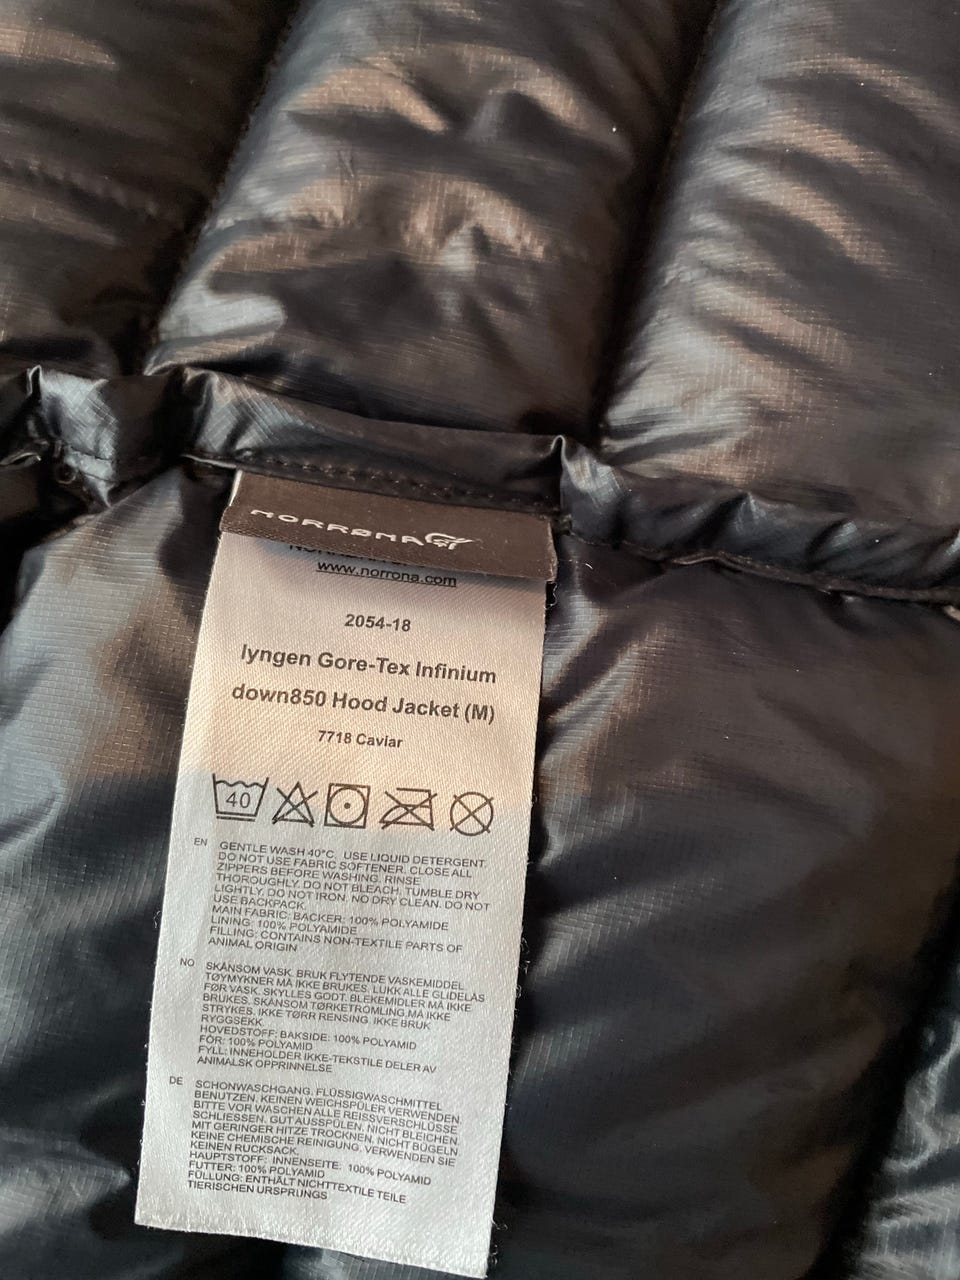 NORRØNA
www.norrona.com
2054-18
lyngen Gore-Tex Infinium
down850 Hood Jacket (M)
7718 Caviar
40
EN GENTLE WASH 40°C. USE LIQUID DETERGENT.
DO NOT USE FABRIC SOFTENER. CLOSE ALL
ZIPPERS BEFORE WASHING. RINSE
THOROUGHLY. DO NOT BLEACH. TUMBLE DRY
LIGHTLY. DO NOT IRON. NO DRY CLEAN. DO NOT
USE BACKPACK.
MAIN FABRIC: BACKER: 100% POLYAMIDE
LINING: 100% POLYAMIDE
FILLING: CONTAINS NON-TEXTILE PARTS OF
ANIMAL ORIGIN
NO SKÅNSOM VASK. BRUK FLYTENDE VASKEMIDDEL.
TØYMYKNER MÅ IKKE BRUKES. LUKK ALLE GLIDELÅS
FØR VASK. SKYLLES GODT. BLEKEMIDLER MÅ IKKE
BRUKES. SKÅNSOM TØRKETROMLING.MÅ IKKE
STRYKES. IKKE TØRR RENSING. IKKE BRUK
RYGGSEKK.
HOVEDSTOFF: BAKSIDE: 100% POLYAMID
FÔR: 100% POLYAMID
FYLL: INNEHOLDER IKKE-TEKSTILE DELER AV
ANIMALSK OPPRINNELSE
DE SCHONWASCHGANG. FLÜSSIGWASCHMITTEL
BENUTZEN. KEINEN WEICHSPÜLER VERWENDEN.
BITTE VOR WASCHEN ALLE REISSVERSCHLÜSSE
SCHLIESSEN. GUT AUSSPÜLEN. NICHT BLEICHEN.
MIT GERINGER HITZE TROCKNEN. NICHT BÜGELN.
KEINE CHEMISCHE REINIGUNG. VERWENDEN SIE
KEINEN RUCKSACK.
HAUPTSTOFF: INNENSEITE: 100% POLYAMID
FUTTER: 100% POLYAMID
FÜLLUNG: ENTHÄLT NICHTTEXTILE TEILE
TIERISCHEN URSPRUNGS